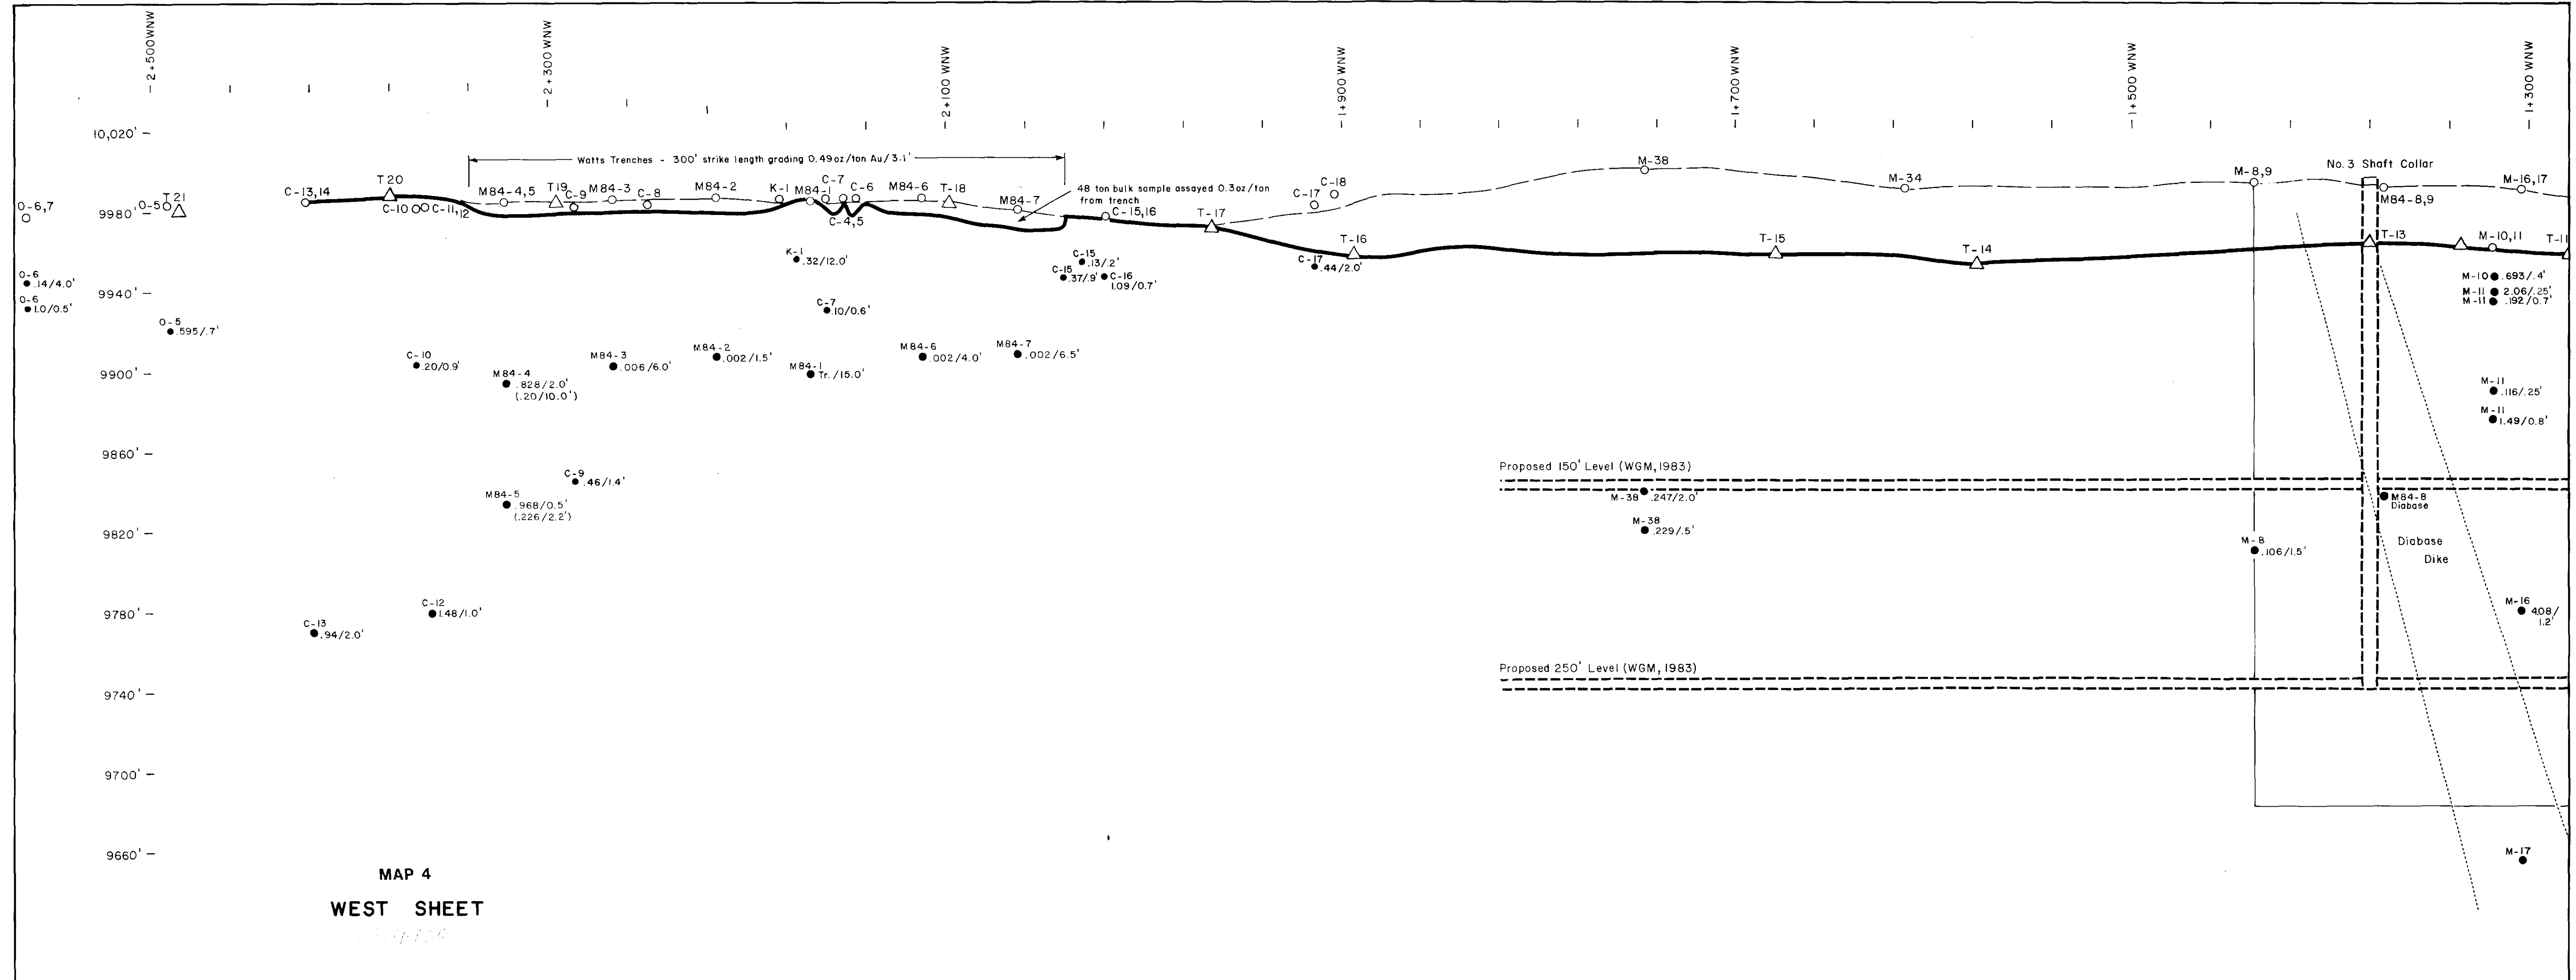 2+500WNW
2+300WNW
2+100 WNW
1+900 WNW
1+700 WNW
1+500 WNW
1+300 WNW
10,020'
9980'
9940'
9900'
9860'
9820'
9780'
9740'
9700'
9660'
Watts Trenches - 300' strike length grading 0.49oz/ton Au/3.1'
48 ton bulk sample assayed 0.3oz/ton
from trench
No. 3 Shaft Collar
O-6,7
O-5
T21
C-13,14
T20
C-10
C-11,12
M84-4,5
T19
C-9
M84-3
C-8
M84-2
K-1
M84-1
C-7
C-6
C-4,5
M84-6
T-18
M84-7
C-15,16
T-17
C-17
C-18
T-16
M-38
T-15
M-34
T-14
M-8,9
M84-8,9
T-13
M-16,17
M-10,11
T-11
O-6
.14/4.0'
O-6
1.0/0.5'
O-5
.595/.7'
C-10
.20/0.9'
M84-4
.828/2.0'
(.20/10.0')
M84-3
.006/6.0'
M84-2
.002/1.5'
K-1
.32/12.0'
C-7
.10/0.6'
M84-1
Tr./15.0'
M84-6
.002/4.0'
M84-7
.002/6.5'
C-15
.13/.2'
C-15
.37/.9'
C-16
1.09/0.7'
C-17
.44/2.0'
M-10 .693/.4'
M-11 2.06/.25'
M-11 .192/0.7'
M-11
.116/.25'
M-11
1.49/0.8'
C-9
.46/1.4'
M84-5
.968/0.5'
(.226/2.2')
C-12
1.48/1.0'
C-13
.94/2.0'
Proposed 150' Level (WGM, 1983)
M-38 .247/2.0'
M-38
.229/.5'
M84-8
Diabase
M-8
.106/1.5'
Diabase
Dike
M-16
4.08/
1.2'
Proposed 250' Level (WGM, 1983)
M-17
MAP 4
WEST SHEET